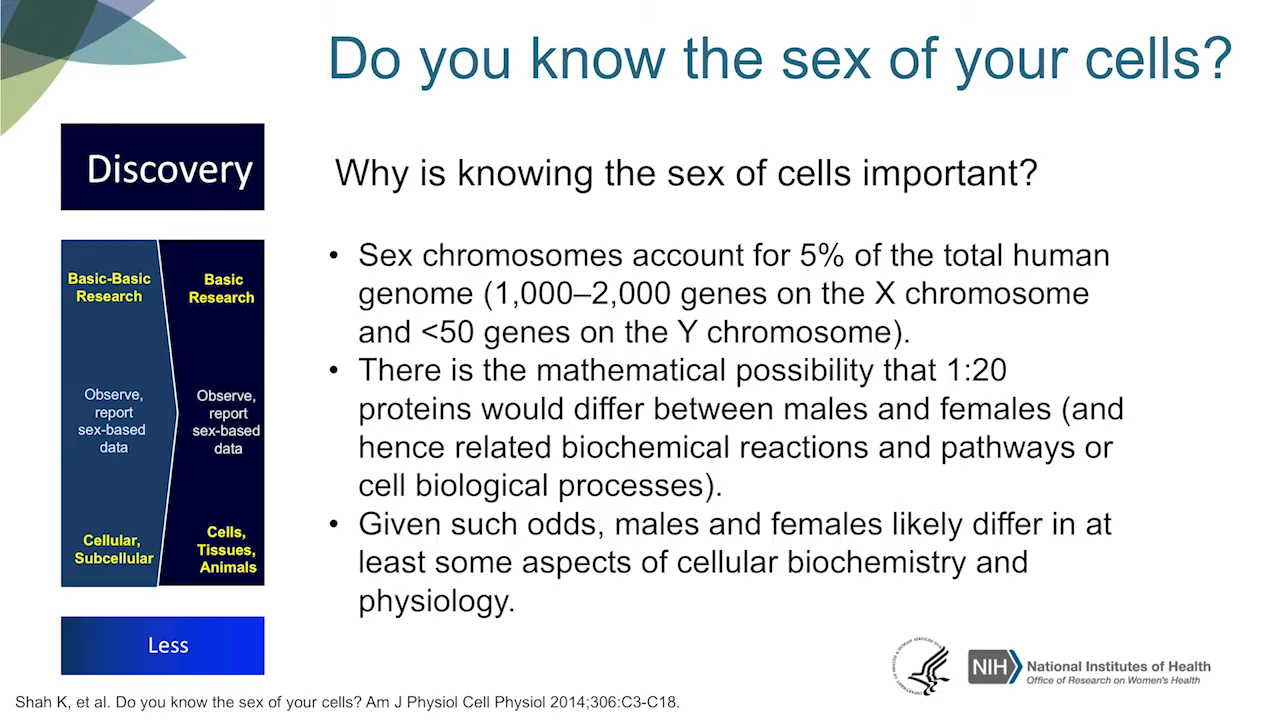 Do you know the sex of your cells?
Discovery
Why is knowing the sex of cells important?
Basic-Basic
Research
Basic
Research
Observe,
report
sex-based
data
Observe,
report
sex-based
data
Cellular,
Subcellular
Cells,
Tissues,
Animals
Less
• Sex chromosomes account for 5% of the total human
genome (1,000–2,000 genes on the X chromosome
and <50 genes on the Y chromosome).
• There is the mathematical possibility that 1:20
proteins would differ between males and females (and
hence related biochemical reactions and pathways or
cell biological processes).
• Given such odds, males and females likely differ in at
least some aspects of cellular biochemistry and
physiology.
NIH
National Institutes of Health
Office of Research on Women's Health
Shah K, et al. Do you know the sex of your cells? Am J Physiol Cell Physiol 2014;306:C3-C18.